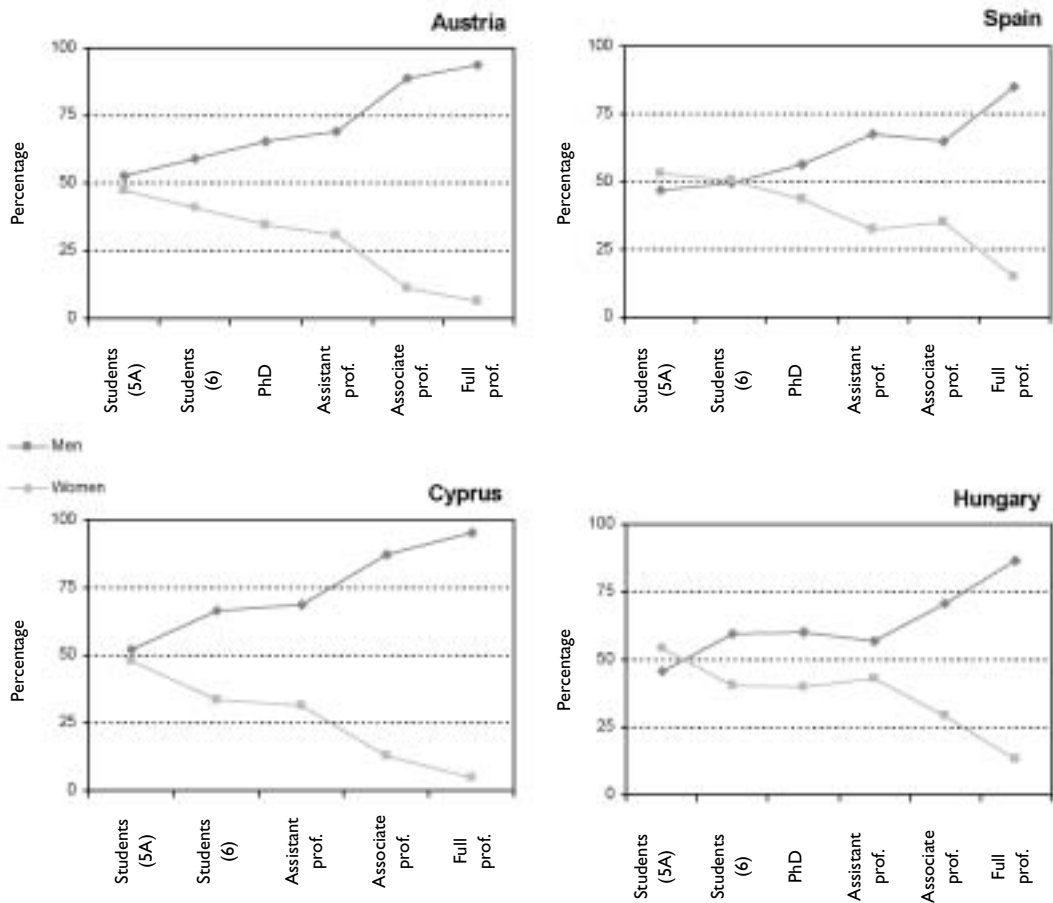 Austria
Percentage
100
75
50
25
0
Students
(5A)
Students
(6)
PhD
Assistant
prof.
Associate
prof.
Full
prof.
Spain
Percentage
100
75
50
25
0
Students
(5A)
Students
(6)
PhD
Assistant
prof.
Associate
prof.
Full
prof.
Men
Women
Cyprus
Percentage
100
75
50
25
0
Students
(5A)
Students
(6)
Assistant
prof.
Associate
prof.
Full
prof.
Hungary
Percentage
100
75
50
25
0
Students
(5A)
Students
(6)
PhD
Assistant
prof.
Associate
prof.
Full
prof.